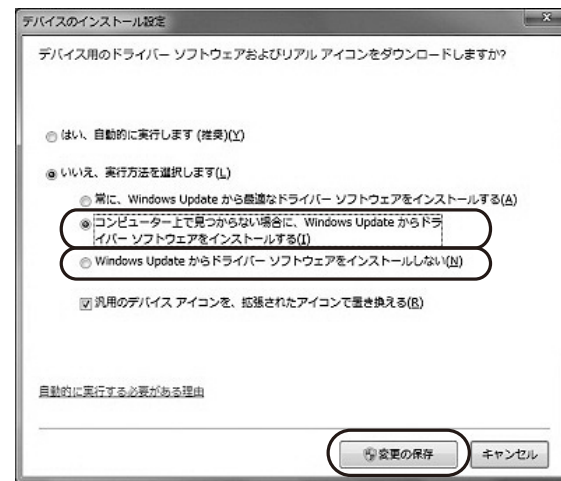 デバイスのインストール設定
デバイス用のドライバー ソフトウェアおよびリアル アイコンをダウンロードしますか?
はい、自動的に実行します (推奨)(Y)
いいえ、実行方法を選択します(L)
常に、Windows Update から最適なドライバー ソフトウェアをインストールする(A)
コンピューター上で見つからない場合に、Windows Update からドラ
イバー ソフトウェアをインストールする(I)
Windows Update からドライバー ソフトウェアをインストールしない(N)
汎用のデバイス アイコンを、拡張されたアイコンで置き換える(R)
自動的に実行する必要がある理由
変更の保存
キャンセル